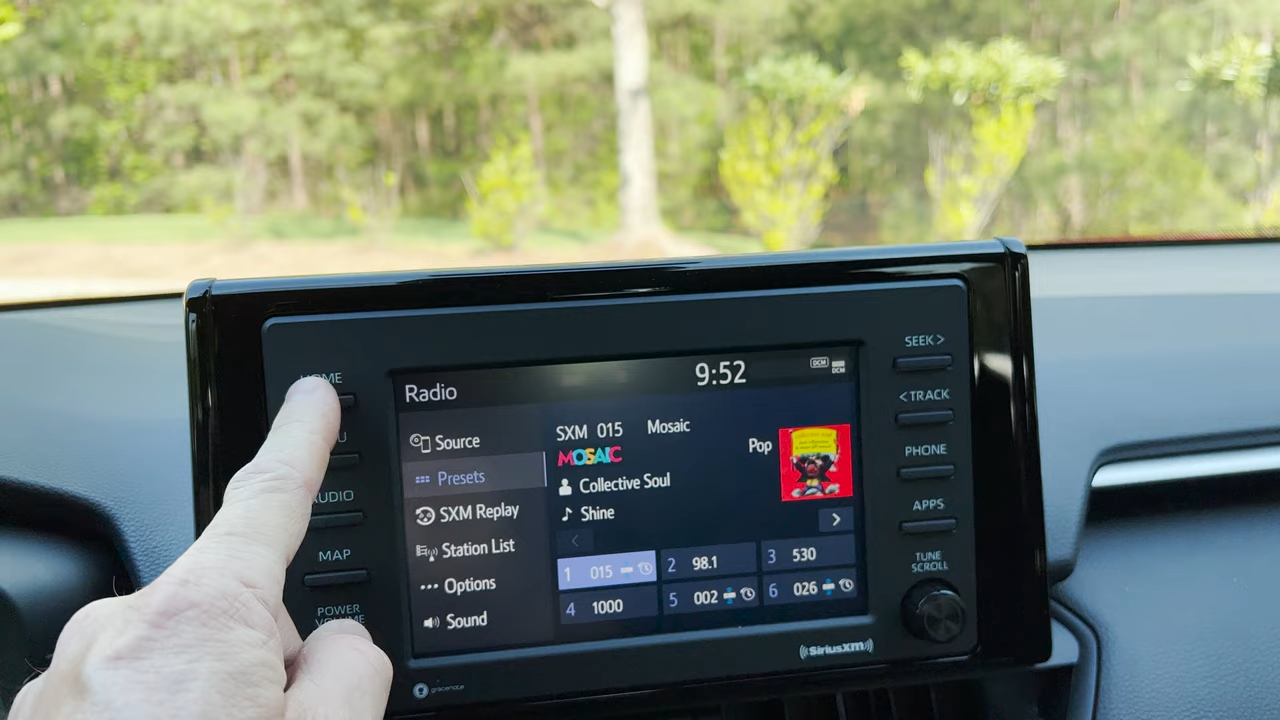 HOME
U
AUDIO
MAP
POWER
VOLUME
Radio
9:52
DCM
DCM
Source
Presets
SXM Replay
Station List
Options
Sound
SXM 015 Mosaic
MOSAIC
Pop
Collective Soul
Shine
1 015
2 98.1
3 530
4 1000
5 002
6 026
SEEK >
< TRACK
PHONE
APPS
TUNE
SCROLL
((SiriusXM))
gracenote